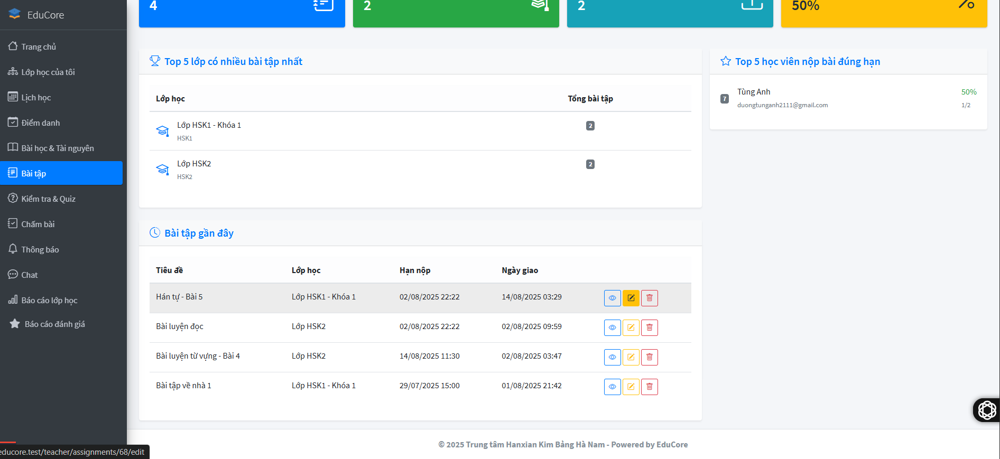 EduCore
Trang chủ
Lớp học của tôi
Lịch học
Điểm danh
Bài học & Tài nguyên
Bài tập
Kiểm tra & Quiz
Chấm bài
Thông báo
Chat
Báo cáo lớp học
Báo cáo đánh giá
4
2
2
50%
Top 5 lớp có nhiều bài tập nhất
Lớp học Tổng bài tập
Lớp HSK1 - Khóa 1 2
HSK1
Lớp HSK2 2
HSK2
Top 5 học viên nộp bài đúng hạn
7 Tùng Anh 50%
duongtunganh2111@gmail.com 1/2
Bài tập gần đây
Tiêu đề Lớp học Hạn nộp Ngày giao
Hán tự - Bài 5 Lớp HSK1 - Khóa 1 02/08/2025 22:22 14/08/2025 03:29
Bài luyện đọc Lớp HSK2 02/08/2025 22:22 02/08/2025 09:59
Bài luyện từ vựng - Bài 4 Lớp HSK2 14/08/2025 11:30 02/08/2025 03:47
Bài tập về nhà 1 Lớp HSK1 - Khóa 1 29/07/2025 15:00 01/08/2025 21:42
© 2025 Trung tâm Hanxian Kim Bảng Hà Nam - Powered by EduCore
educore.test/teacher/assignments/68/edit